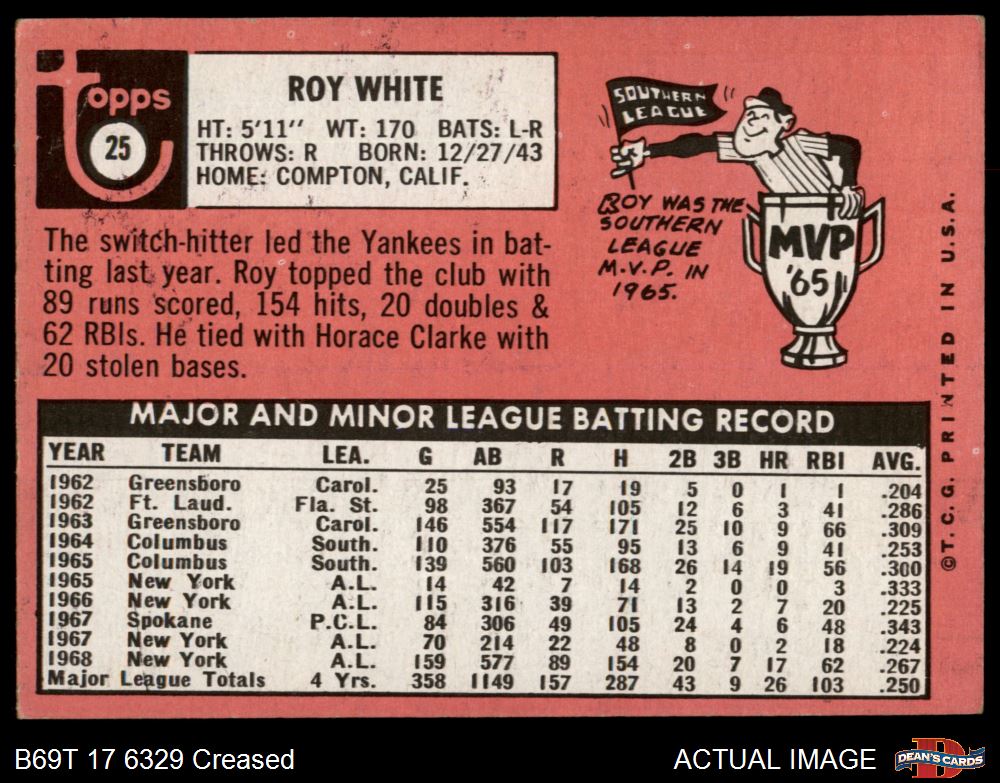 topps
25
ROY WHITE
HT: 5'11" WT: 170 BATS: L-R
THROWS: R BORN: 12/27/43
HOME: COMPTON, CALIF.
The switch-hitter led the Yankees in bat-
ting last year. Roy topped the club with
89 runs scored, 154 hits, 20 doubles &
62 RBIs. He tied with Horace Clarke with
20 stolen bases.
SOUTHERN
LEAGUE
ROY WAS THE
SOUTHERN
LEAGUE
M.V.P. IN
1965.
MVP
'65
MAJOR AND MINOR LEAGUE BATTING RECORD
YEAR TEAM LEA. G AB R H 2B 3B HR RBI AVG.
1962 Greensboro Carol. 25 93 17 19 5 0 1 1 .204
1962 Ft. Laud. Fla. St. 98 367 54 105 12 6 3 41 .286
1963 Greensboro Carol. 146 554 117 171 25 10 9 66 .309
1964 Columbus South. 110 376 55 95 13 6 9 41 .253
1965 Columbus South. 139 560 103 168 26 14 19 56 .300
1965 New York A.L. 14 42 7 14 2 0 0 3 .333
1966 New York A.L. 115 316 39 71 13 2 7 20 .225
1967 Spokane P.C.L. 84 306 49 105 24 4 6 48 .343
1967 New York A.L. 70 214 22 48 8 0 2 18 .224
1968 New York A.L. 159 577 89 154 20 7 17 62 .267
Major League Totals 4 Yrs. 358 1149 157 287 43 9 26 103 .250
©T.C.G. PRINTED IN U.S.A.
B69T 17 6329 Creased
ACTUAL IMAGE
D
DEAN'S CARDS